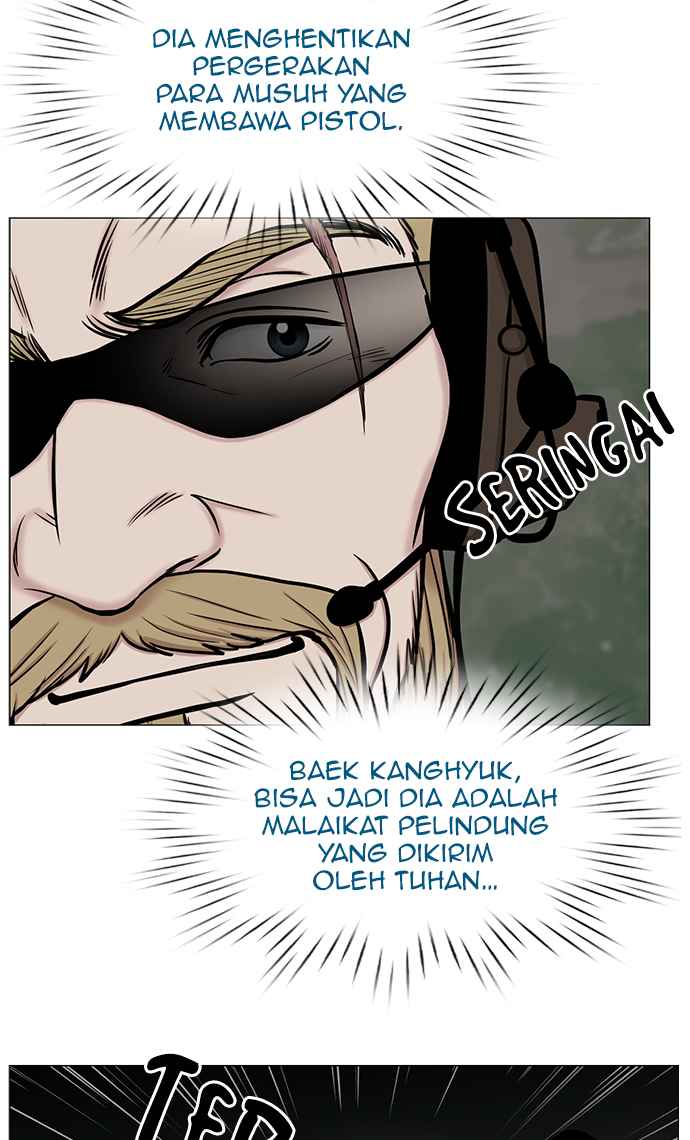 DIA MENGHENTIKAN
PERGERAKAN
PARA MUSUH YANG
MEMBAWA PISTOL.
SERINGAI
BAEK KANGHYUK,
BISA JADI DIA ADALAH
MALAIKAT PELINDUNG
YANG DIKIRIM
OLEH TUHAN...